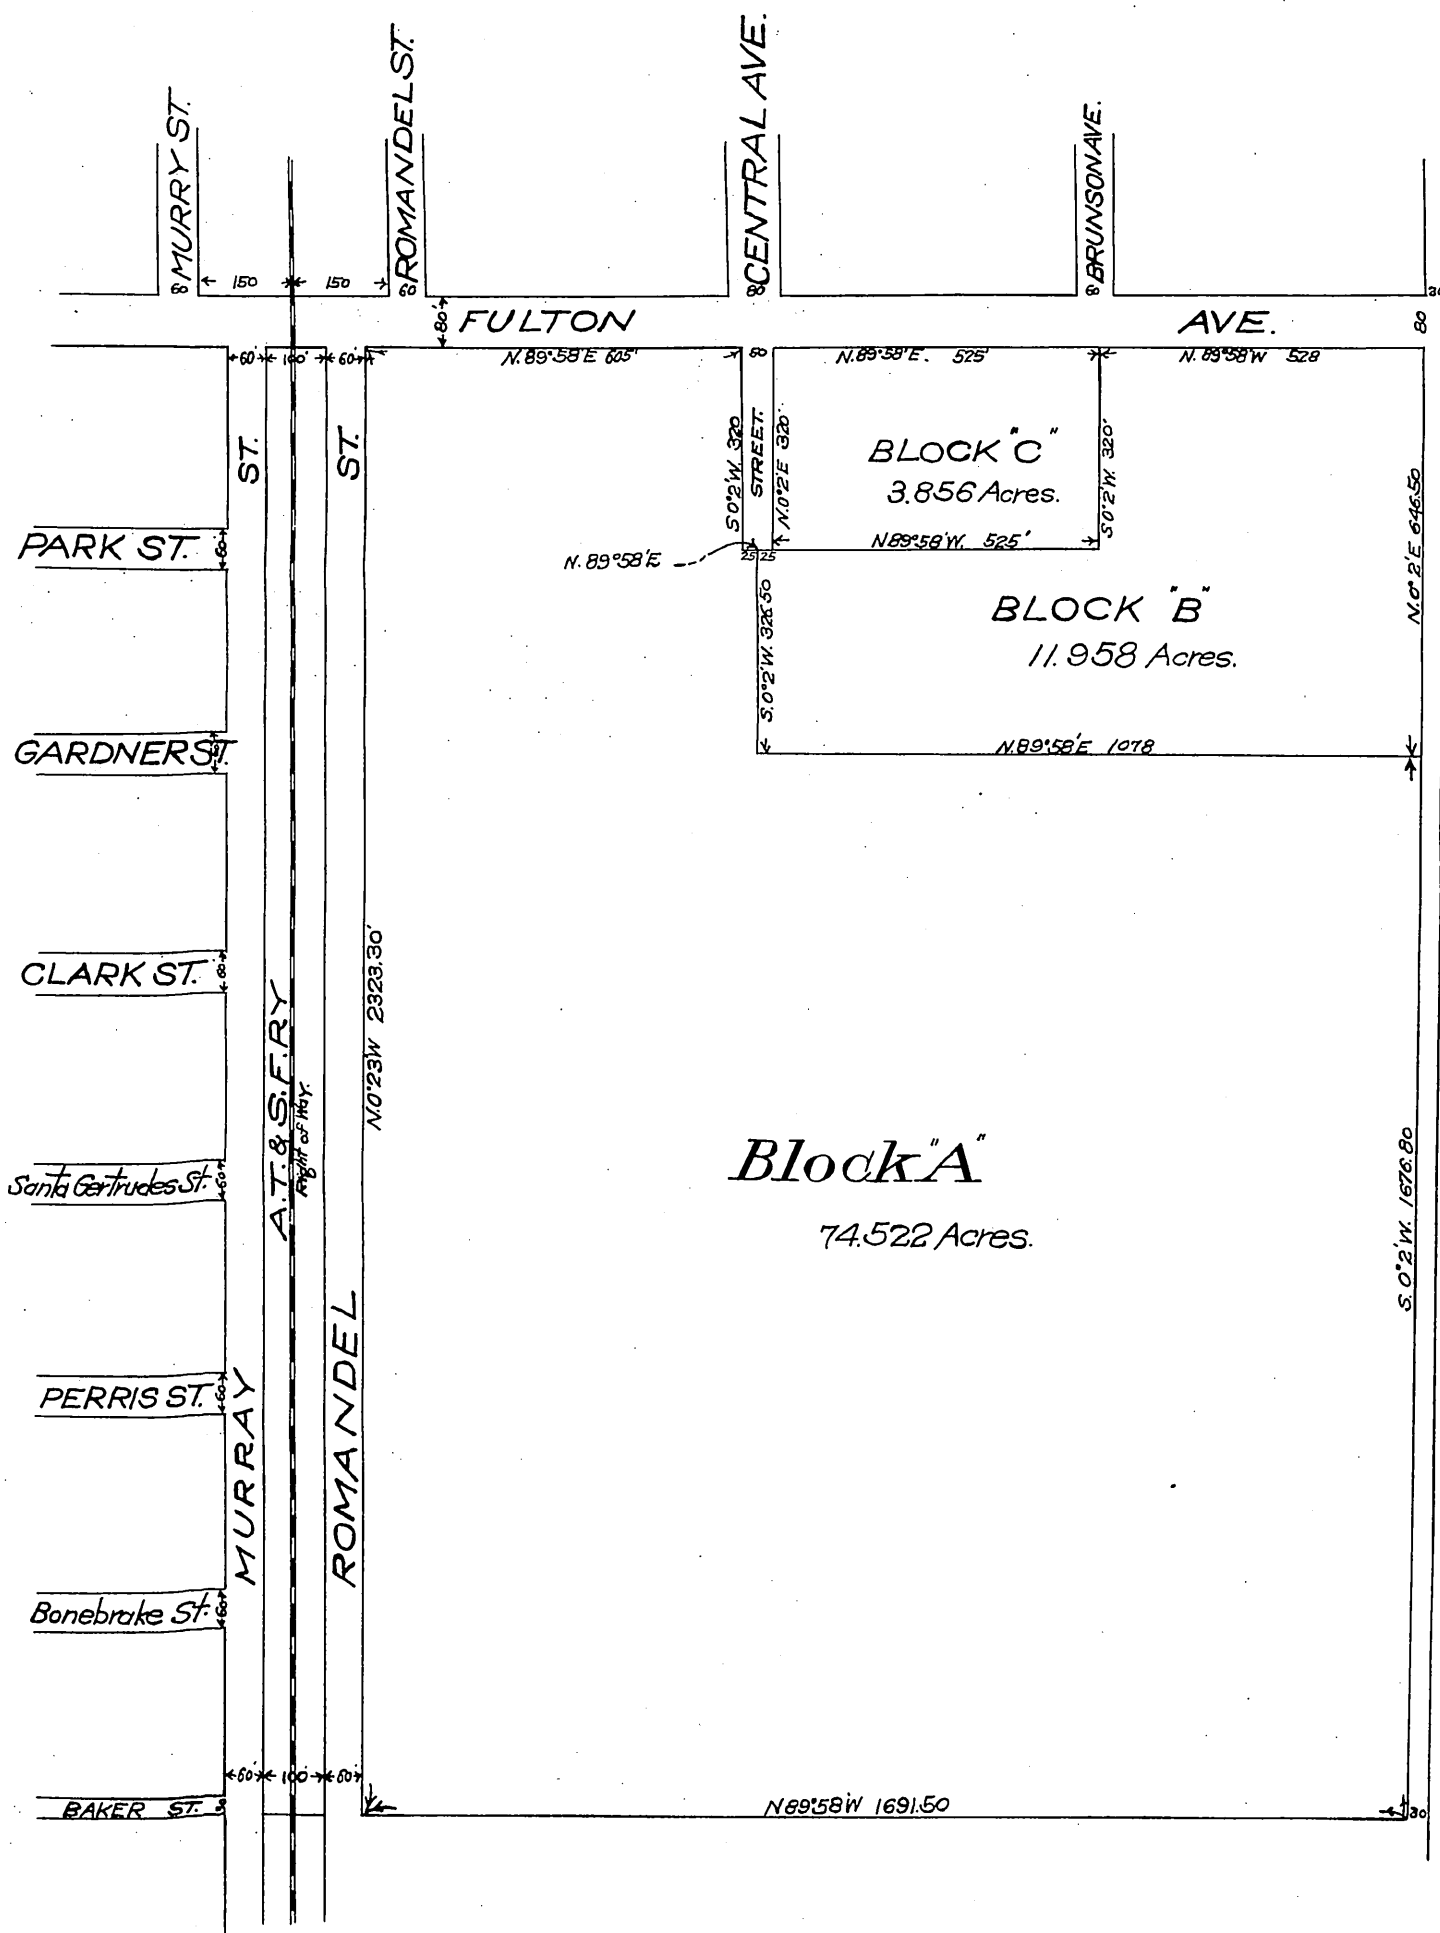 MURRY ST.
ROMANDEL ST.
CENTRAL AVE.
BRUNSON AVE.
60
150
150
60
80
80'
FULTON
AVE.
80
60'
100'
60'
N. 89°58'E 605'
N. 89°58'E. 525'
N. 89°58'W 528
ST.
ST.
S 0°2'W. 320
STREET.
N. 0°2'E 320'
BLOCK "C"
3.856 Acres.
S 0°2'W. 320'
N. 0° 2'E 646.50
PARK ST.
60
N. 89°58'E
25 25
N 89°58'W. 525'
S. 0°2'W. 326.50
BLOCK "B"
11.958 Acres.
GARDNER ST.
N. 89°58'E 1078
CLARK ST.
60
N. 0°23'W 2323.30'
A.T. & S.F. RY
Right of Way.
Santa Gertrudes St.
60
Block "A"
74.522 Acres.
S. 0°2'W. 1676.80
PERRIS ST.
60
MURRAY
ROMANDEL
Bonebrake St.
60
60'
100'
60'
BAKER ST.
30
N 89°58'W 1691.50
30